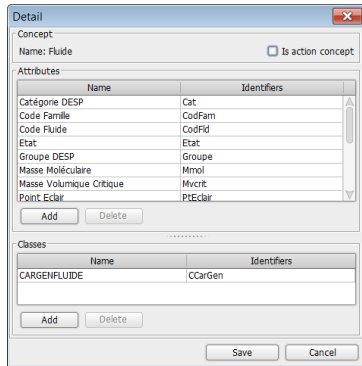 Detail
Concept
Name: Fluide Is action concept
Attributes
Name Identifiers
Catégorie DESP Cat
Code Famille CodFam
Code Fluide CodFld
Etat Etat
Groupe DESP Groupe
Masse Moléculaire Mmol
Masse Volumique Critique Mvcrit
Point Eclair PtEclair
Add Delete
Classes
Name Identifiers
CARGENFLUIDE CCarGen
Add Delete
Save Cancel